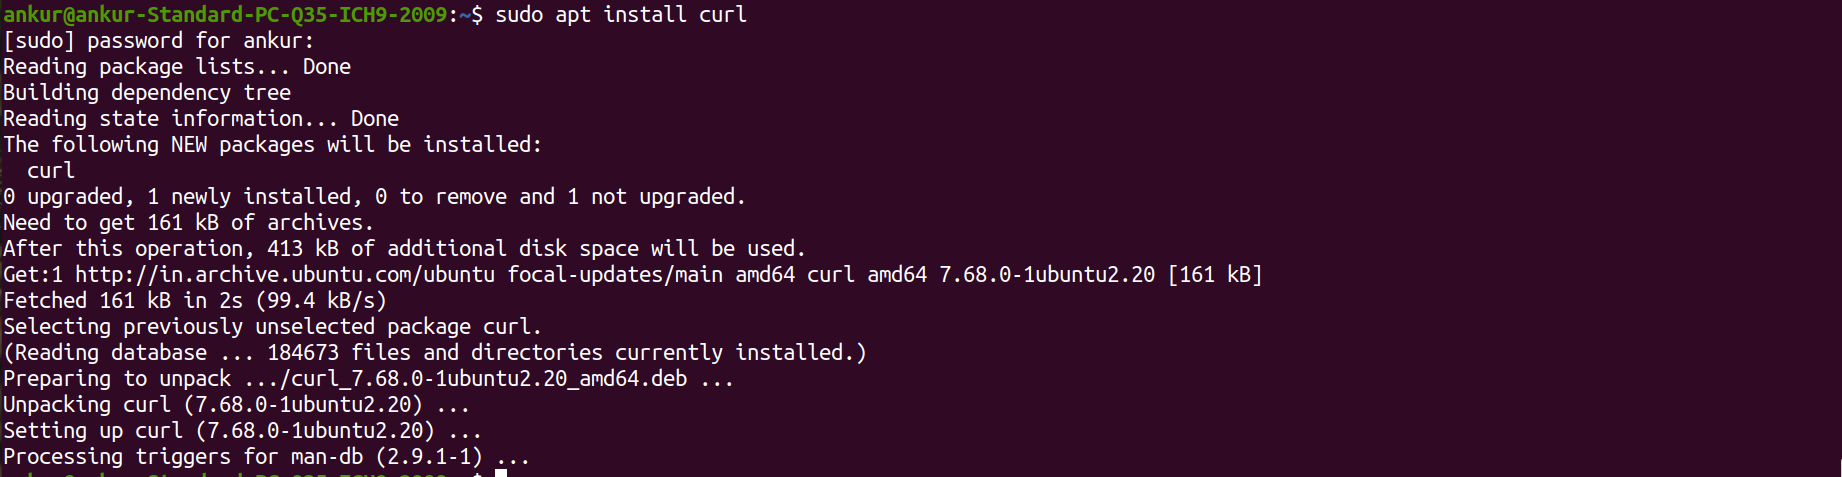 ankur@ankur-Standard-PC-Q35-ICH9-2009:~$ sudo apt install curl
[sudo] password for ankur:
Reading package lists... Done
Building dependency tree
Reading state information... Done
The following NEW packages will be installed:
  curl
0 upgraded, 1 newly installed, 0 to remove and 1 not upgraded.
Need to get 161 kB of archives.
After this operation, 413 kB of additional disk space will be used.
Get:1 http://in.archive.ubuntu.com/ubuntu focal-updates/main amd64 curl amd64 7.68.0-1ubuntu2.20 [161 kB]
Fetched 161 kB in 2s (99.4 kB/s)
Selecting previously unselected package curl.
(Reading database ... 184673 files and directories currently installed.)
Preparing to unpack .../curl_7.68.0-1ubuntu2.20_amd64.deb ...
Unpacking curl (7.68.0-1ubuntu2.20) ...
Setting up curl (7.68.0-1ubuntu2.20) ...
Processing triggers for man-db (2.9.1-1) ...
ankur@ankur-Standard-PC-Q35-ICH9-2009:~$